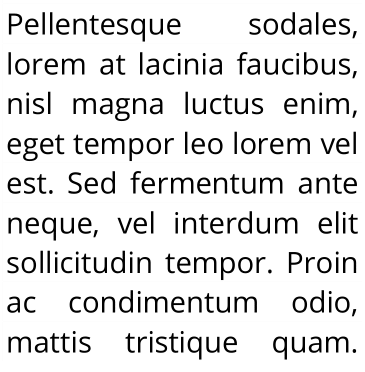 Pellentesque sodales,
lorem at lacinia faucibus,
nisl magna luctus enim,
eget tempor leo lorem vel
est. Sed fermentum ante
neque, vel interdum elit
sollicitudin tempor. Proin
ac condimentum odio,
mattis tristique quam.